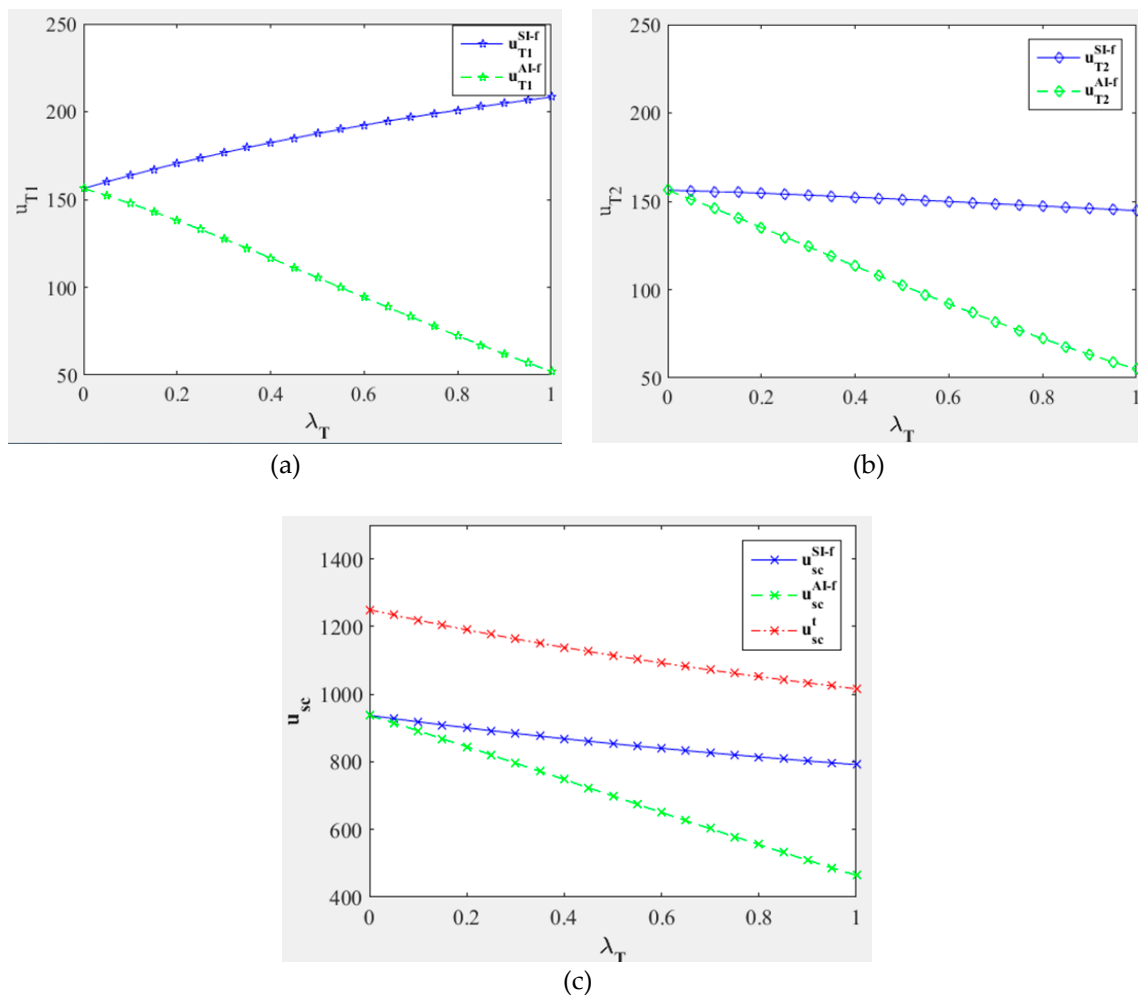 250
200
150
100
50
0
0.2
0.4
0.6
0.8
1
u_T1
λ_T
u_T1^SI-f
u_T1^AI-f
(a)
250
200
150
100
50
0
0.2
0.4
0.6
0.8
1
u_T2
λ_T
u_T2^SI-f
u_T2^AI-f
(b)
1400
1200
1000
800
600
400
0
0.2
0.4
0.6
0.8
1
u_sc
λ_T
u_sc^SI-f
u_sc^AI-f
u_sc^t
(c)